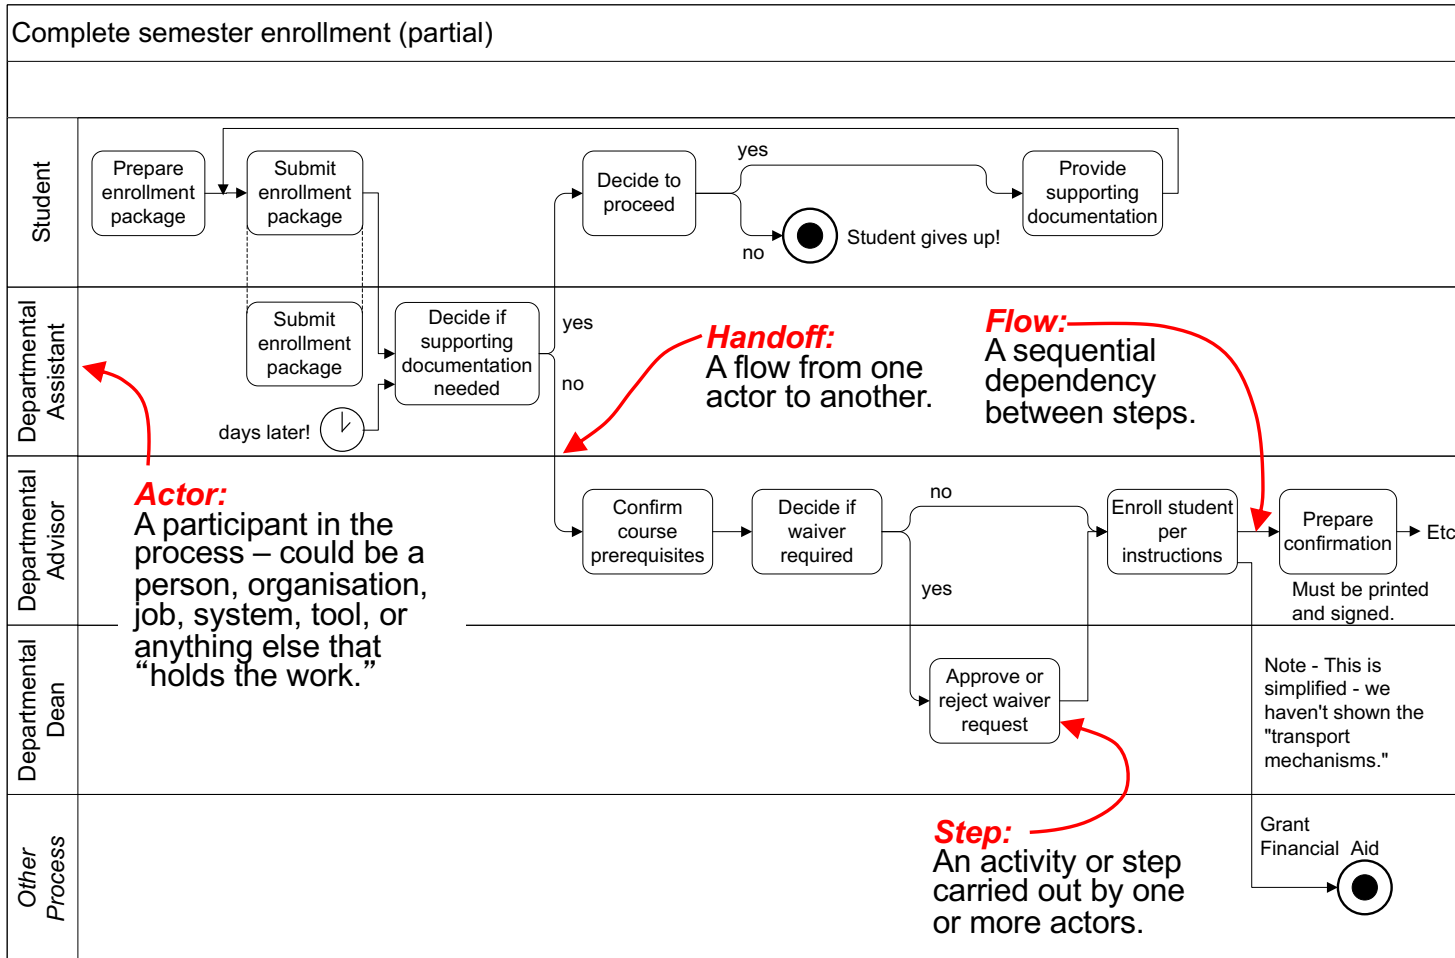 Complete semester enrollment (partial)
Student
Prepare
enrollment
package
Submit
enrollment
package
Decide to
proceed
yes
no
Student gives up!
Provide
supporting
documentation
Departmental
Assistant
Submit
enrollment
package
days later!
Decide if
supporting
documentation
needed
yes
no
Handoff:
A flow from one
actor to another.
Flow:
A sequential
dependency
between steps.
Departmental
Advisor
Actor:
A participant in the
process – could be a
person, organisation,
job, system, tool, or
anything else that
“holds the work.”
Confirm
course
prerequisites
Decide if
waiver
required
no
yes
Enroll student
per
instructions
Prepare
confirmation
Etc
Must be printed
and signed.
Departmental
Dean
Approve or
reject waiver
request
Note - This is
simplified - we
haven't shown the
"transport
mechanisms."
Other
Process
Step:
An activity or step
carried out by one
or more actors.
Grant
Financial Aid